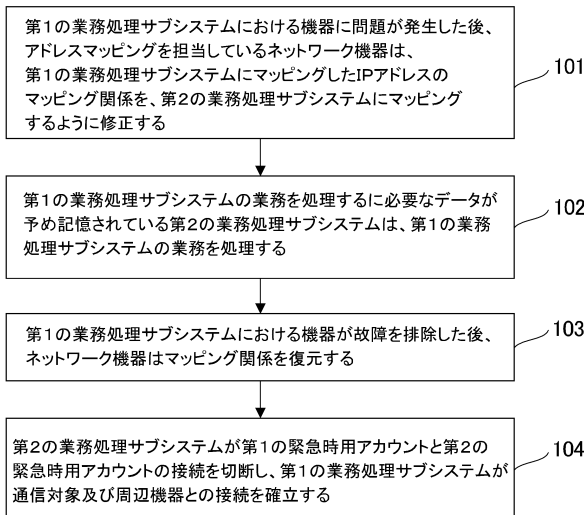 第1の業務処理サブシステムにおける機器に問題が発生した後、
アドレスマッピングを担当しているネットワーク機器は、
第1の業務処理サブシステムにマッピングしたIPアドレスの
マッピング関係を、第2の業務処理サブシステムにマッピング
するように修正する
101
第1の業務処理サブシステムの業務を処理するに必要なデータが
予め記憶されている第2の業務処理サブシステムは、第1の業務
処理サブシステムの業務を処理する
102
第1の業務処理サブシステムにおける機器が故障を排除した後、
ネットワーク機器はマッピング関係を復元する
103
第2の業務処理サブシステムが第1の緊急時用アカウントと第2の
緊急時用アカウントの接続を切断し、第1の業務処理サブシステムが
通信対象及び周辺機器との接続を確立する
104